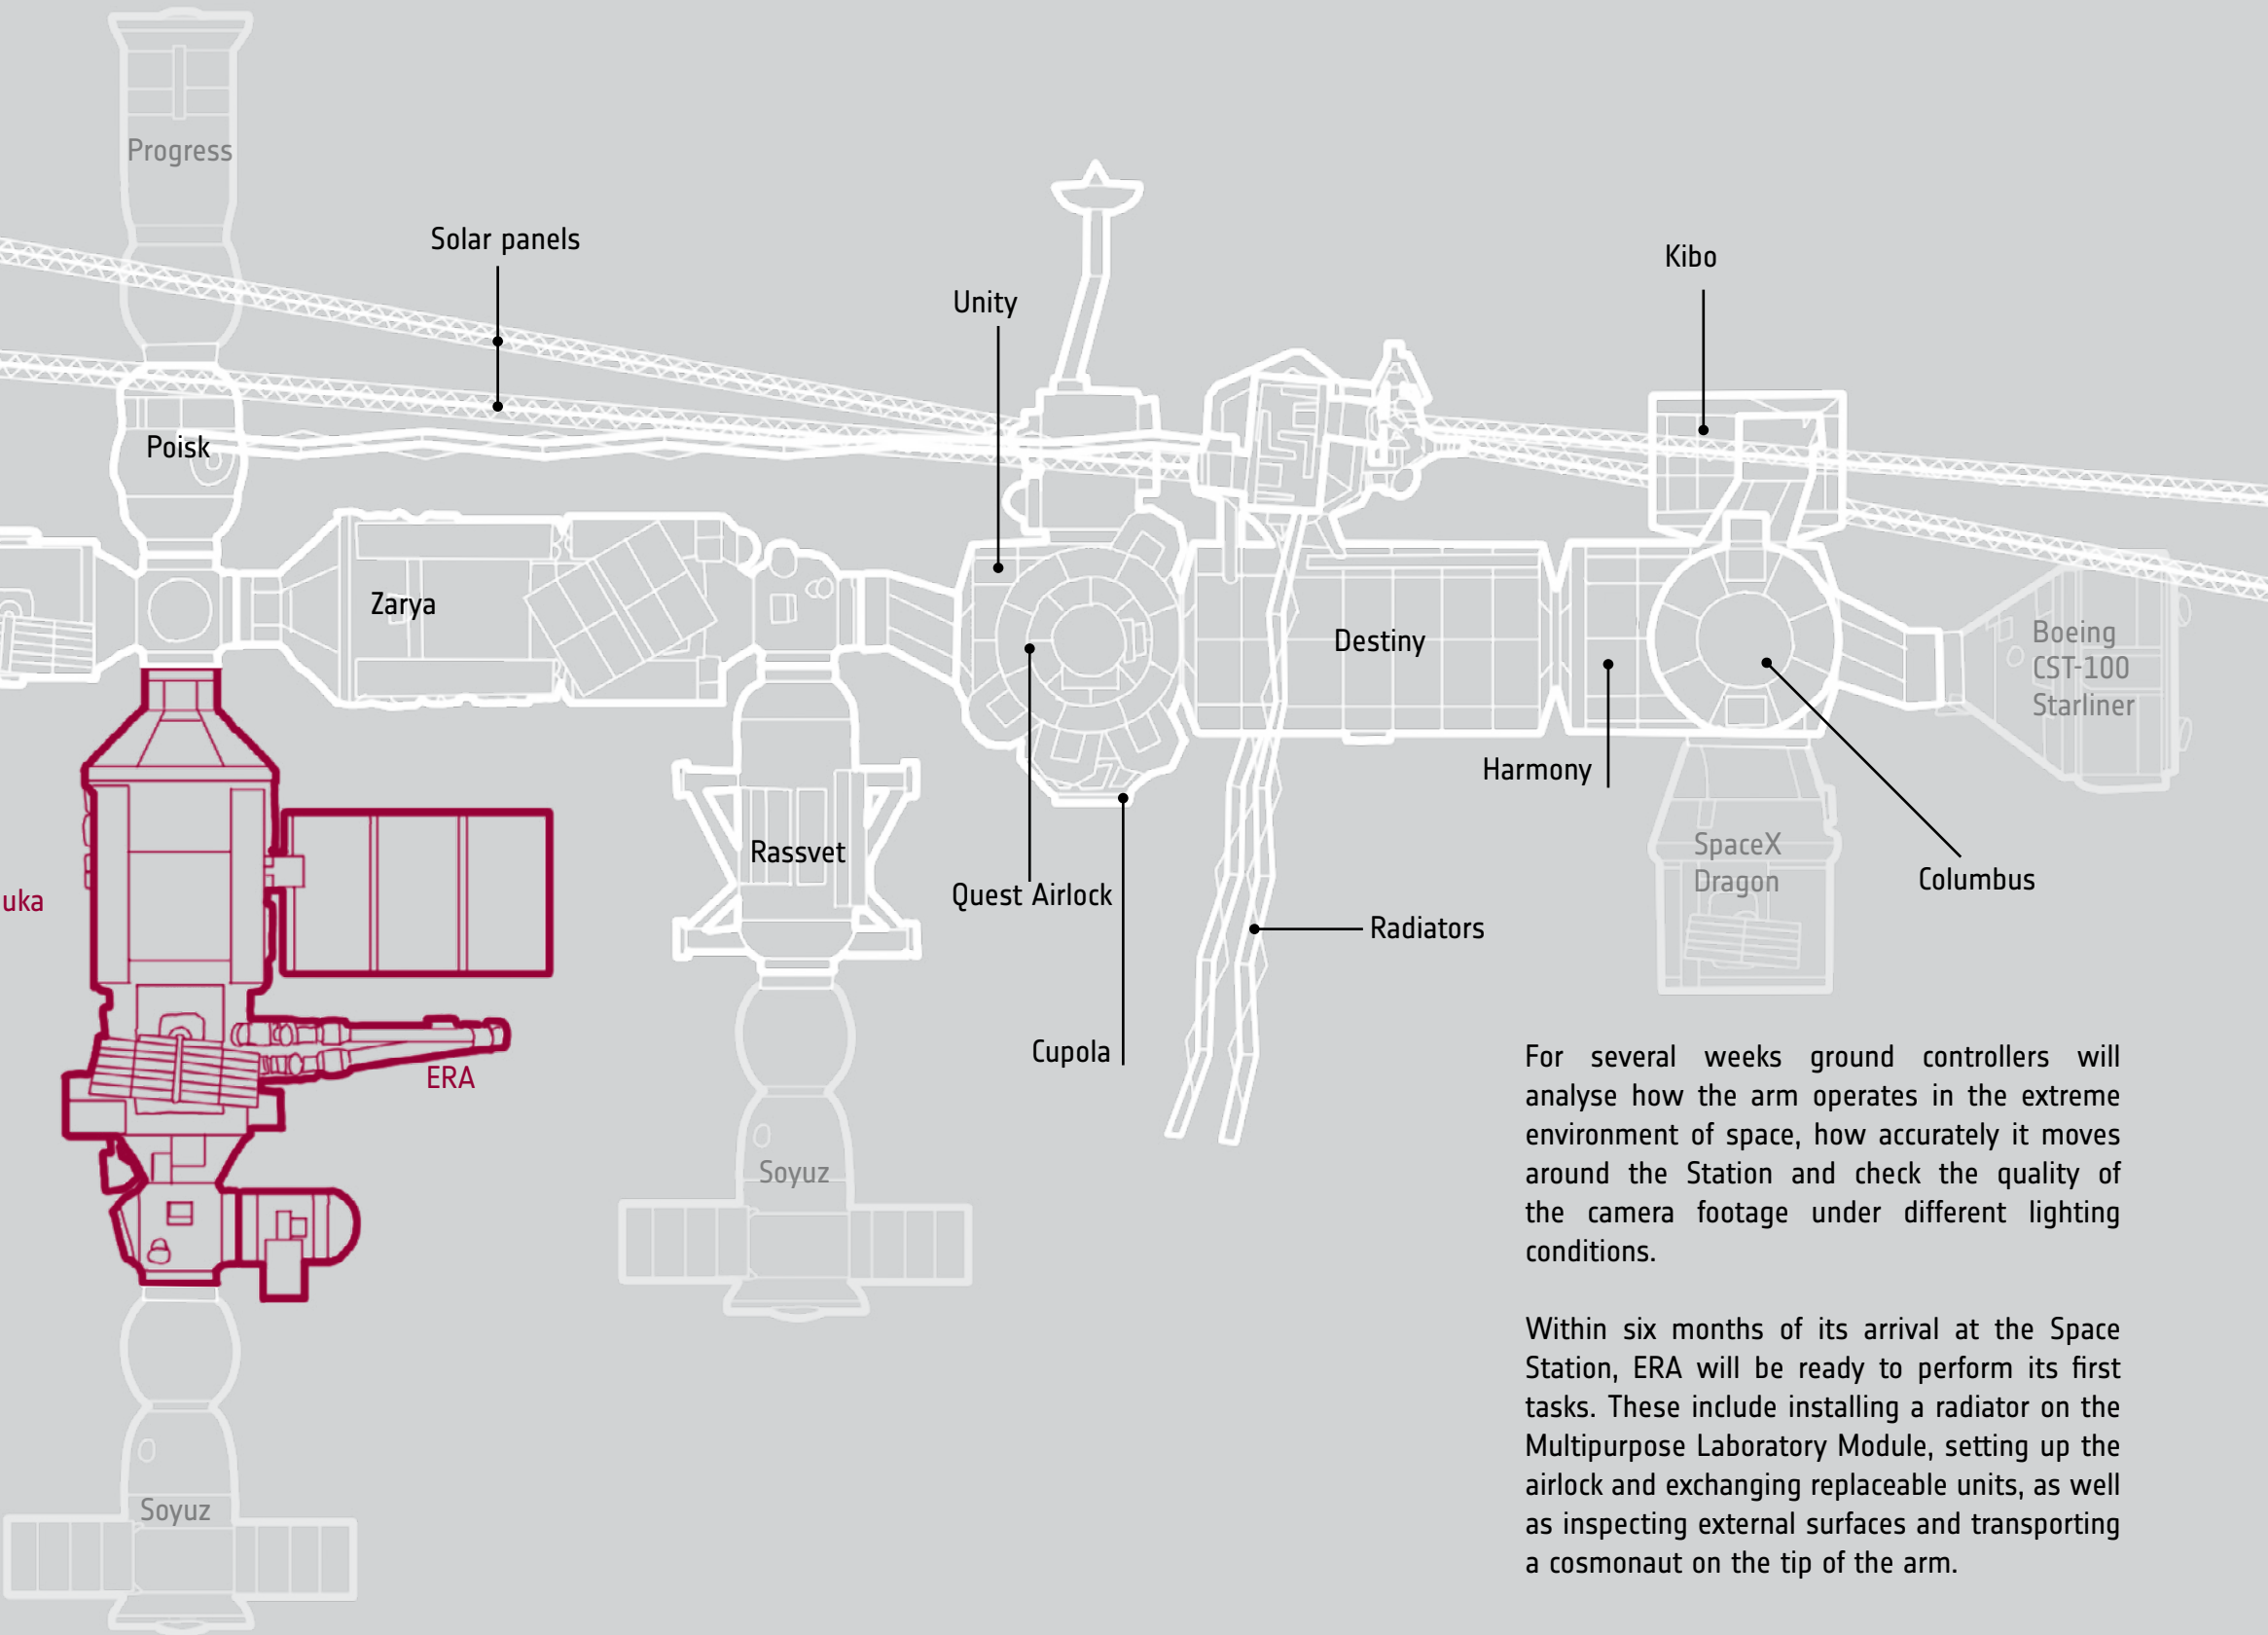 Progress
Solar panels
Kibo
Unity
Poisk
Zarya
Destiny
Boeing
CST-100
Starliner
Harmony
Rassvet
SpaceX
Dragon
Columbus
Quest Airlock
uka
Radiators
Cupola
ERA
Soyuz
Soyuz
For several weeks ground controllers will
analyse how the arm operates in the extreme
environment of space, how accurately it moves
around the Station and check the quality of
the camera footage under different lighting
conditions.
Within six months of its arrival at the Space
Station, ERA will be ready to perform its first
tasks. These include installing a radiator on the
Multipurpose Laboratory Module, setting up the
airlock and exchanging replaceable units, as well
as inspecting external surfaces and transporting
a cosmonaut on the tip of the arm.